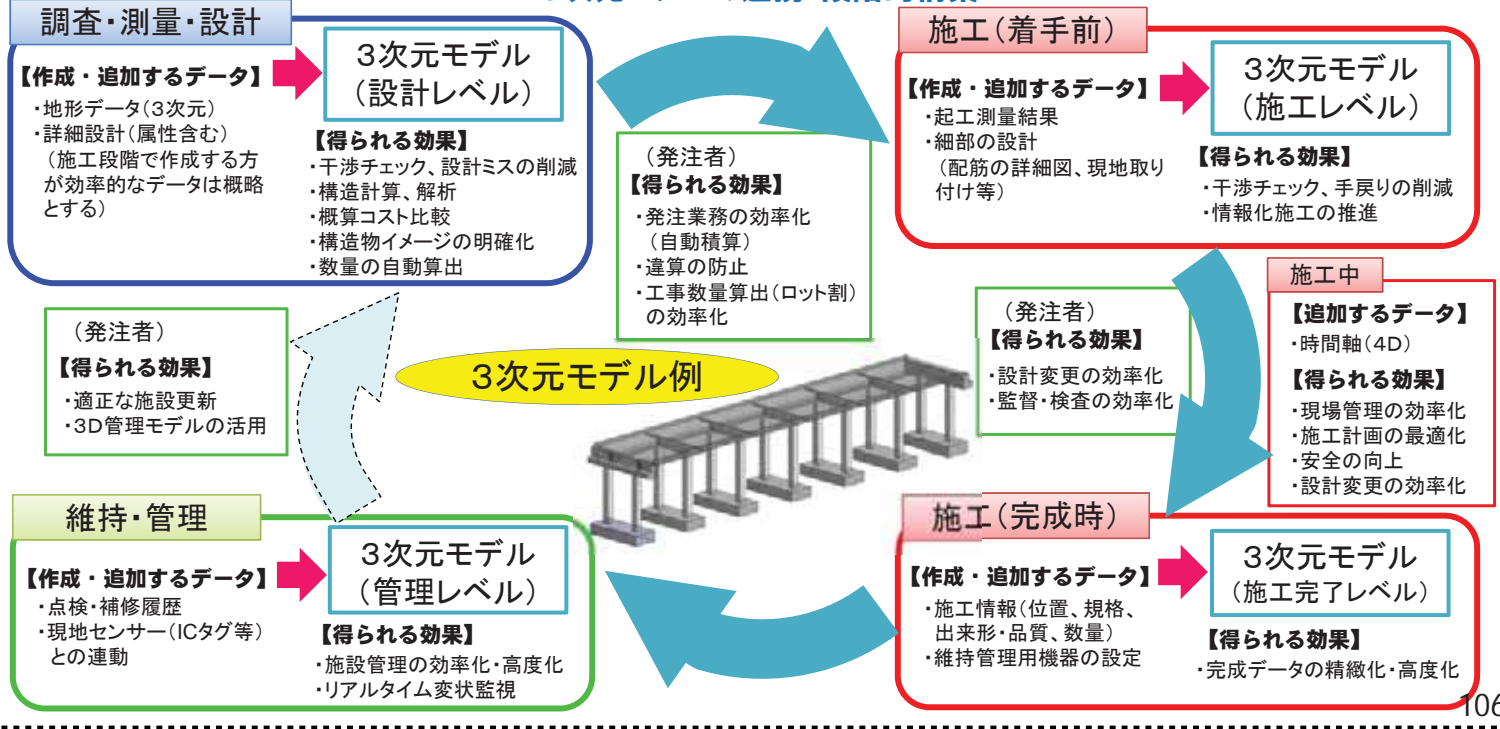 調査・測量・設計
【作成・追加するデータ】
・地形データ(3次元)
・詳細設計(属性含む)
(施工段階で作成する方
が効率的なデータは概略
とする)
3次元モデル
(設計レベル)
【得られる効果】
・干渉チェック、設計ミスの削減
・構造計算、解析
・概算コスト比較
・構造物イメージの明確化
・数量の自動算出
(発注者)
【得られる効果】
・発注業務の効率化
(自動積算)
・違算の防止
・工事数量算出(ロット割)
の効率化
施工(着手前)
【作成・追加するデータ】
・起工測量結果
・細部の設計
(配筋の詳細図、現地取り
付け等)
3次元モデル
(施工レベル)
【得られる効果】
・干渉チェック、手戻りの削減
・情報化施工の推進
(発注者)
【得られる効果】
・設計変更の効率化
・監督・検査の効率化
施工中
【追加するデータ】
・時間軸(4D)
【得られる効果】
・現場管理の効率化
・施工計画の最適化
・安全の向上
・設計変更の効率化
(発注者)
【得られる効果】
・適正な施設更新
・3D管理モデルの活用
3次元モデル例
維持・管理
【作成・追加するデータ】
・点検・補修履歴
・現地センサー(ICタグ等)
との連動
3次元モデル
(管理レベル)
【得られる効果】
・施設管理の効率化・高度化
・リアルタイム変状監視
施工(完成時)
【作成・追加するデータ】
・施工情報(位置、規格、
出来形・品質、数量)
・維持管理用機器の設定
3次元モデル
(施工完了レベル)
【得られる効果】
・完成データの精緻化・高度化
106